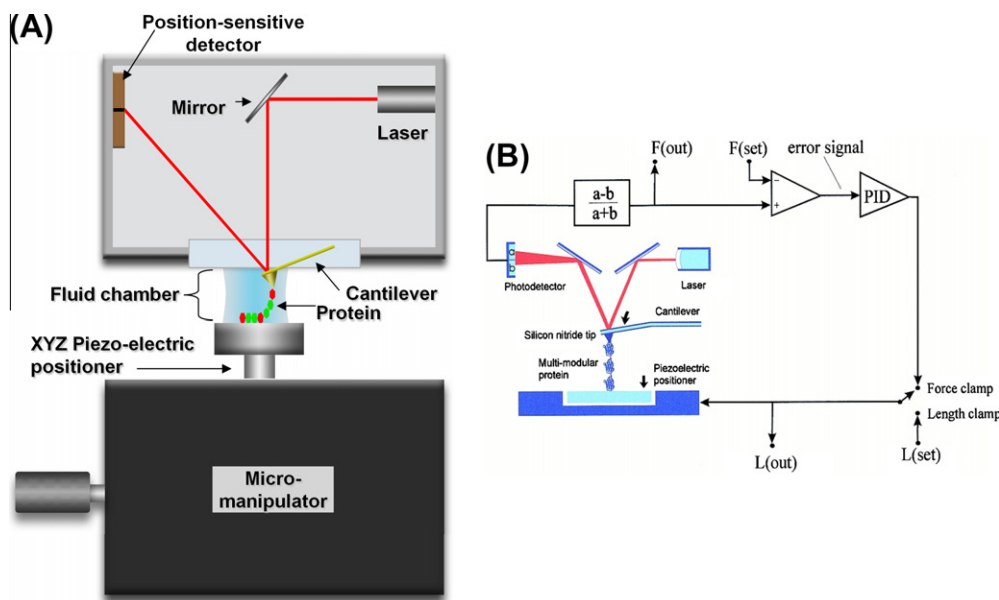 (A)
Position-sensitive
detector
Mirror
Laser
Fluid chamber
Cantilever
Protein
XYZ Piezo-electric
positioner
Micro-
manipulator
(B)
F(out)
F(set)
error signal
a-b
a+b
−
+
PID
Photodetector
Laser
Cantilever
Silicon nitride tip
Multi-modular
protein
Piezoelectric
positioner
Force clamp
Length clamp
L(out)
L(set)